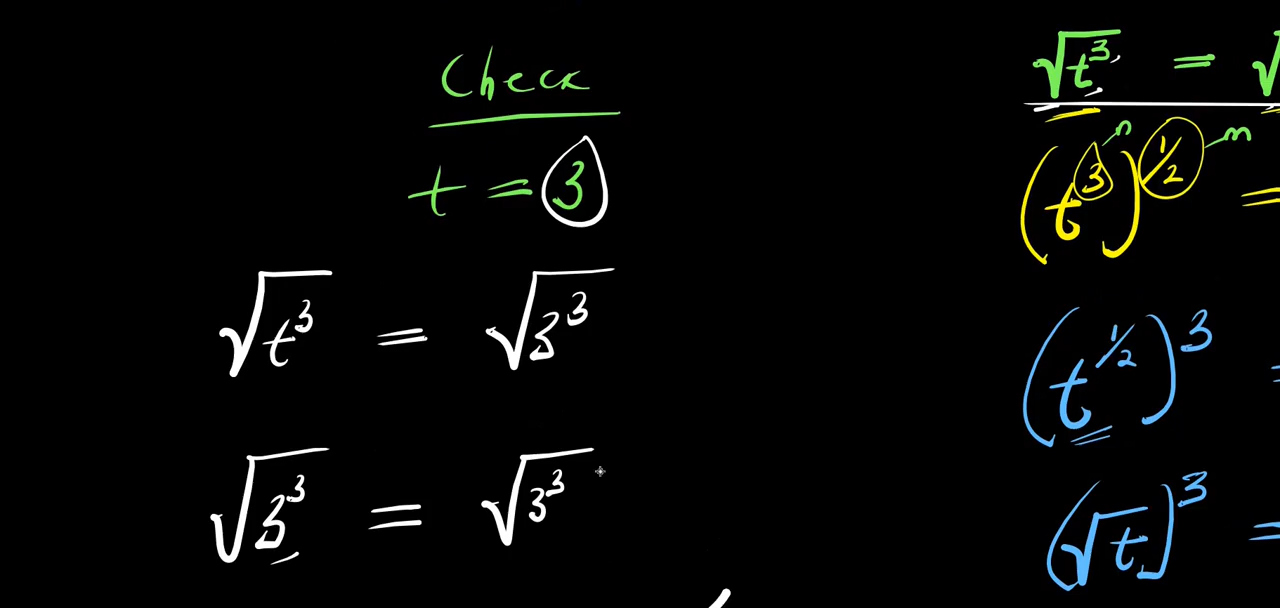 Check
t = 3
√t³ = √3³
√3³ = √3³
√t³ = √
(t³)^1/2 =
n
m
(t^1/2)³ =
(√t)³ =